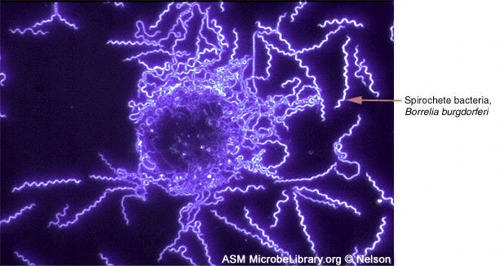 Spirochete bacteria,
Borrelia burgdorferi
ASM MicrobeLibrary.org © Nelson